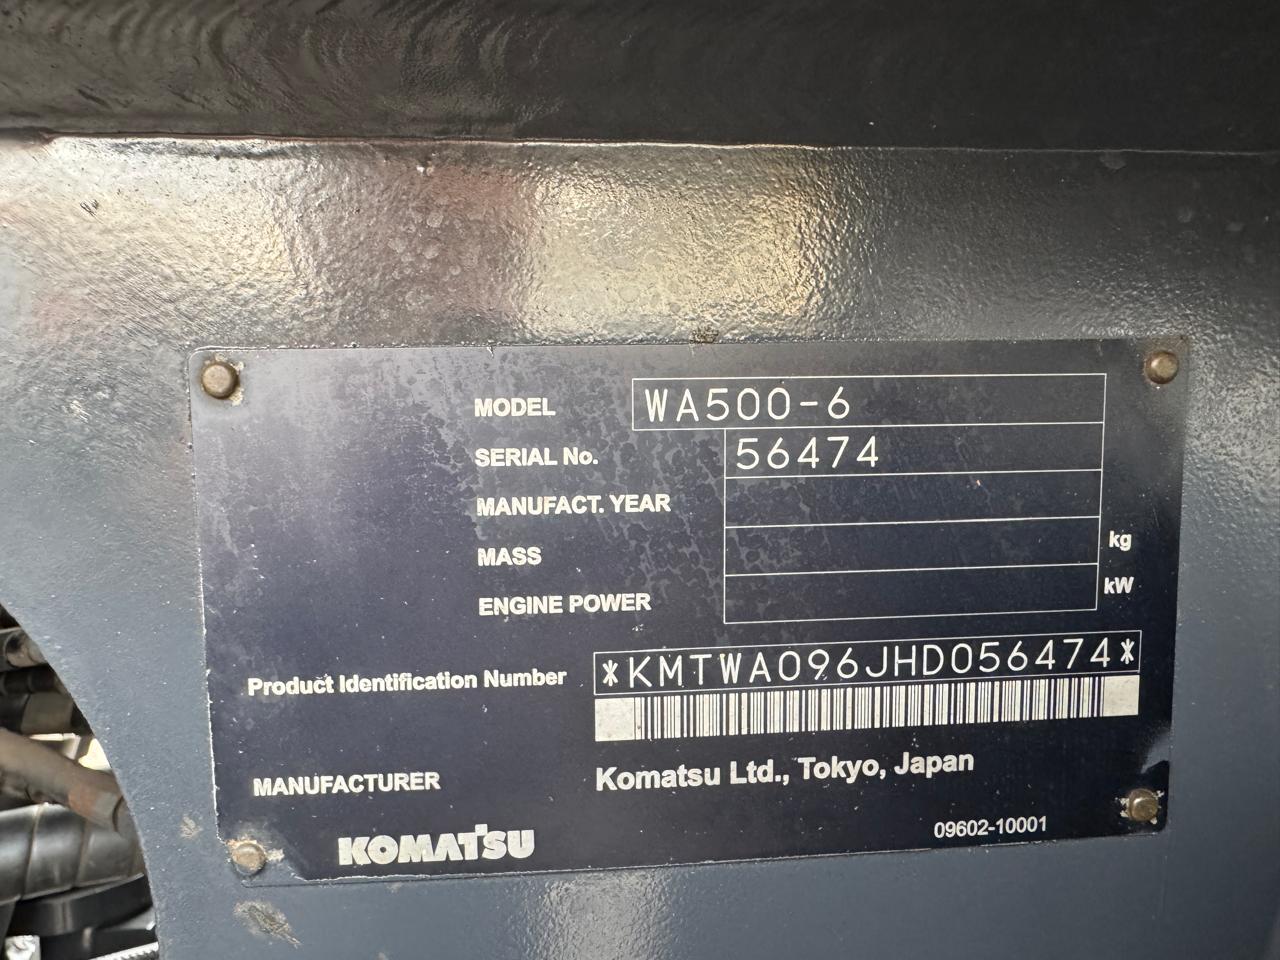 MODEL WA500-6
SERIAL No. 56474
MANUFACT. YEAR
MASS kg
ENGINE POWER kW
Product Identification Number *KMTWA096JHD056474*
MANUFACTURER Komatsu Ltd., Tokyo, Japan
KOMATSU 09602-10001